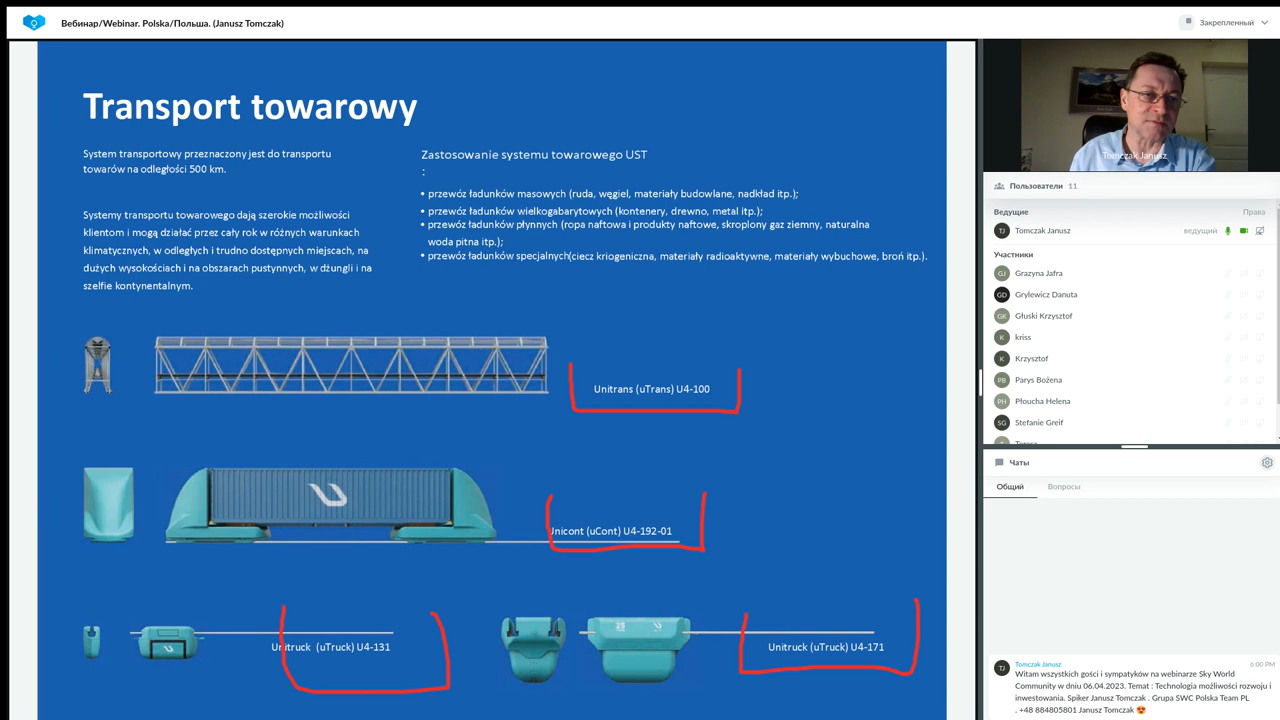 Вебинар/Webinar. Polska/Польша. (Janusz Tomczak)
Закрепленный
Transport towarowy
System transportowy przeznaczony jest do transportu
towarów na odległości 500 km.
Systemy transportu towarowego dają szerokie możliwości
klientom i mogą działać przez cały rok w różnych warunkach
klimatycznych, w odległych i trudno dostępnych miejscach, na
dużych wysokościach i na obszarach pustynnych, w dżungli i na
szelfie kontynentalnym.
Zastosowanie systemu towarowego UST
:
• przewóz ładunków masowych (ruda, węgiel, materiały budowlane, nadkład itp.);
• przewóz ładunków wielkogabarytowych (kontenery, drewno, metal itp.);
• przewóz ładunków płynnych (ropa naftowa i produkty naftowe, skroplony gaz ziemny, naturalna
woda pitna itp.);
• przewóz ładunków specjalnych(ciecz kriogeniczna, materiały radioaktywne, materiały wybuchowe, broń itp.).
Unitrans (uTrans) U4-100
Unicont (uCont) U4-192-01
Unitruck (uTruck) U4-131
Unitruck (uTruck) U4-171
Tomczak Janusz
Пользователи 11
Ведущие Права
TJ Tomczak Janusz ведущий
Участники
GJ Grazyna Jafra
GD Grylewicz Danuta
GK Głuski Krzysztof
K kriss
K Krzysztof
PB Parys Bożena
PH Płoucha Helena
SG Stefanie Greif
Чаты
Общий Вопросы
TJ Tomczak Janusz 6:00 PM
Witam wszystkich gości i sympatyków na webinarze Sky World
Community w dniu 06.04.2023. Temat : Technologia możliwości rozwoju i
inwestowania. Spiker Janusz Tomczak . Grupa SWC Polska Team PL
. +48 884805801 Janusz Tomczak 😍